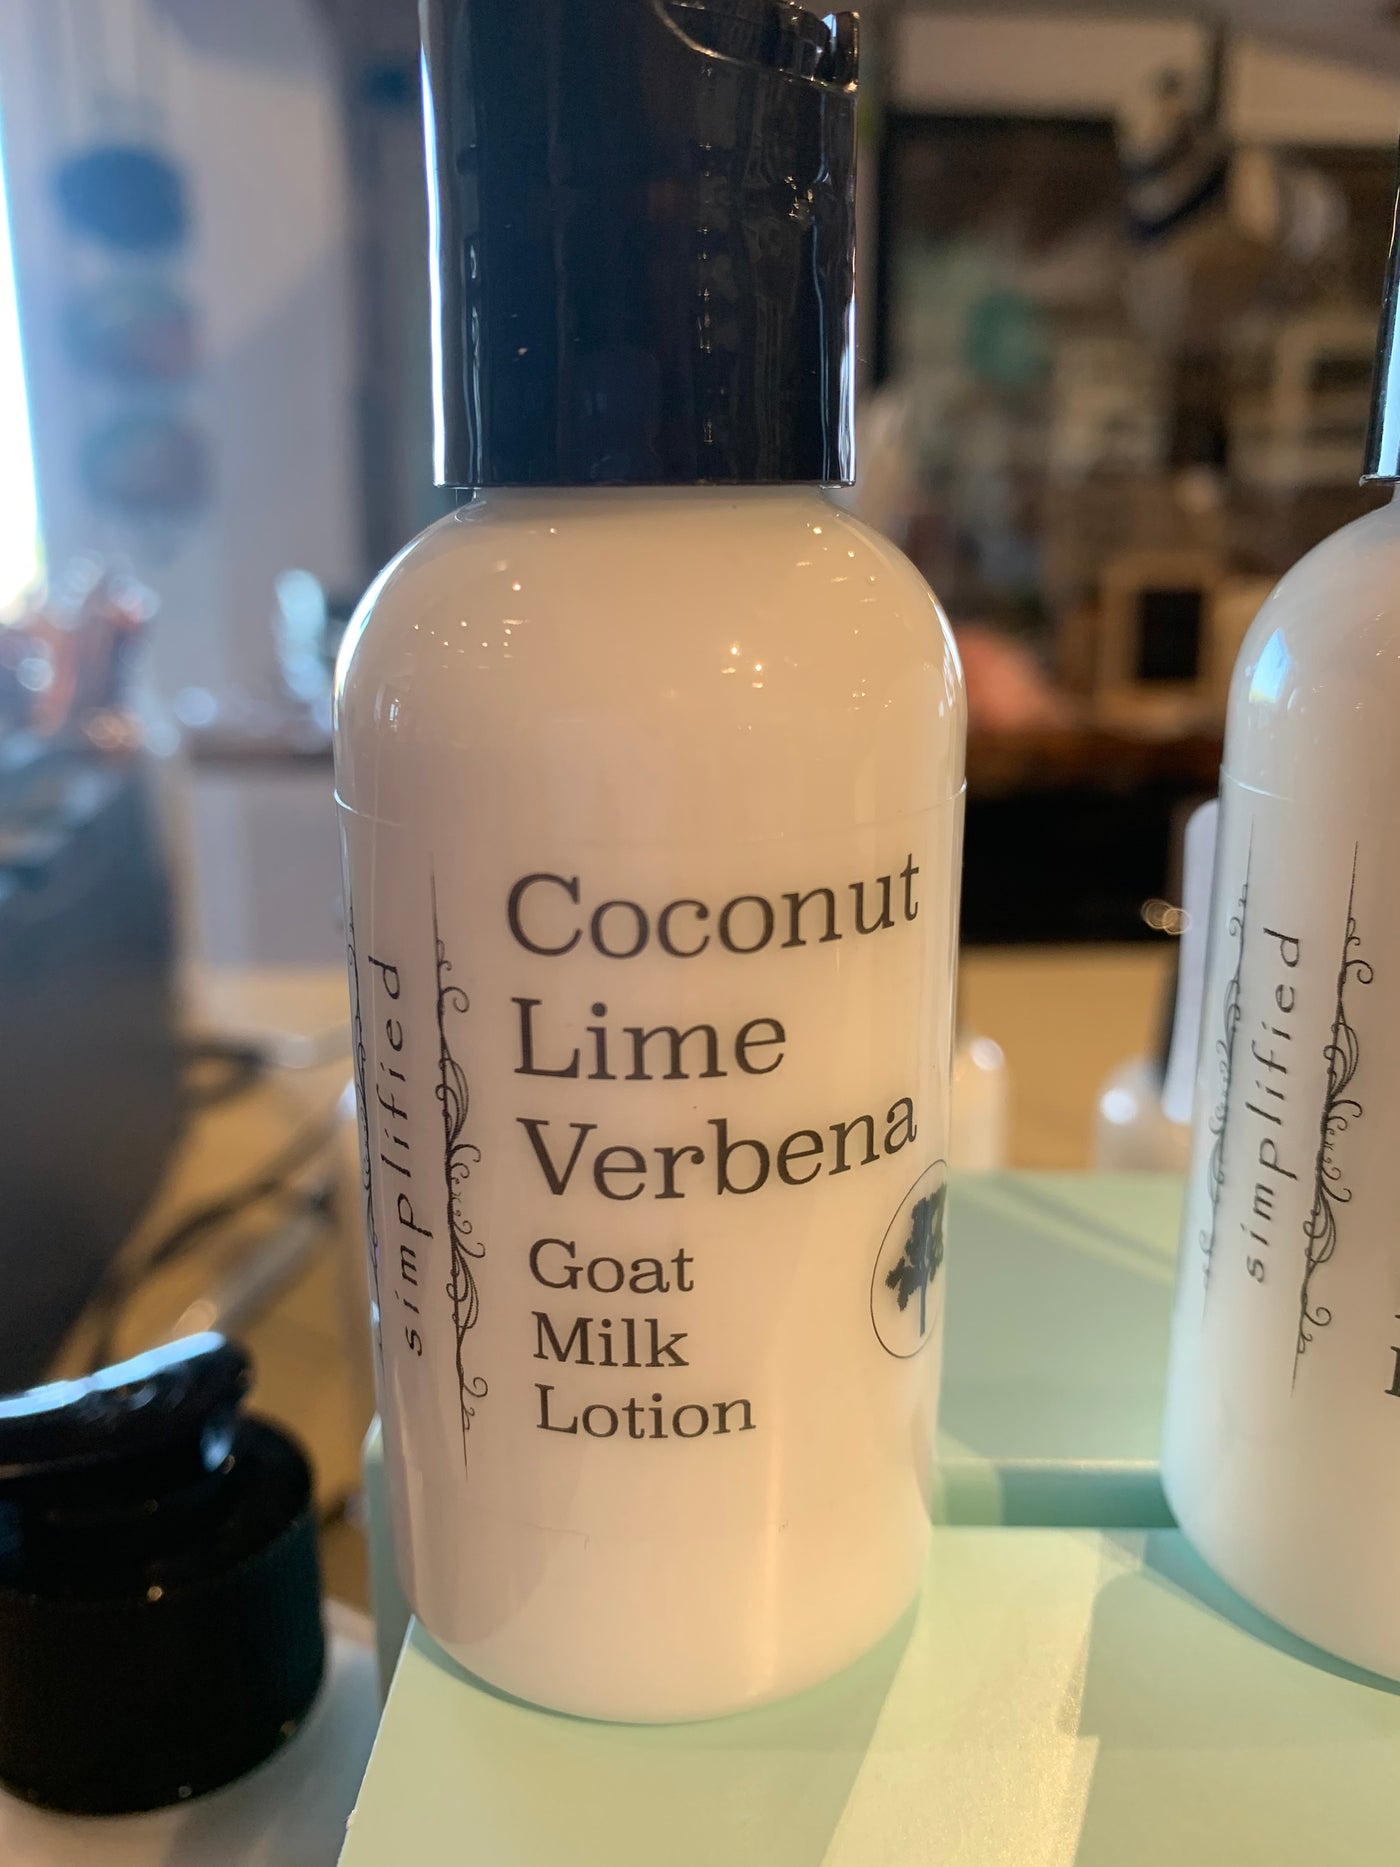 Coconut
Lime
Verbena
Goat
Milk
Lotion
simplified
simplified